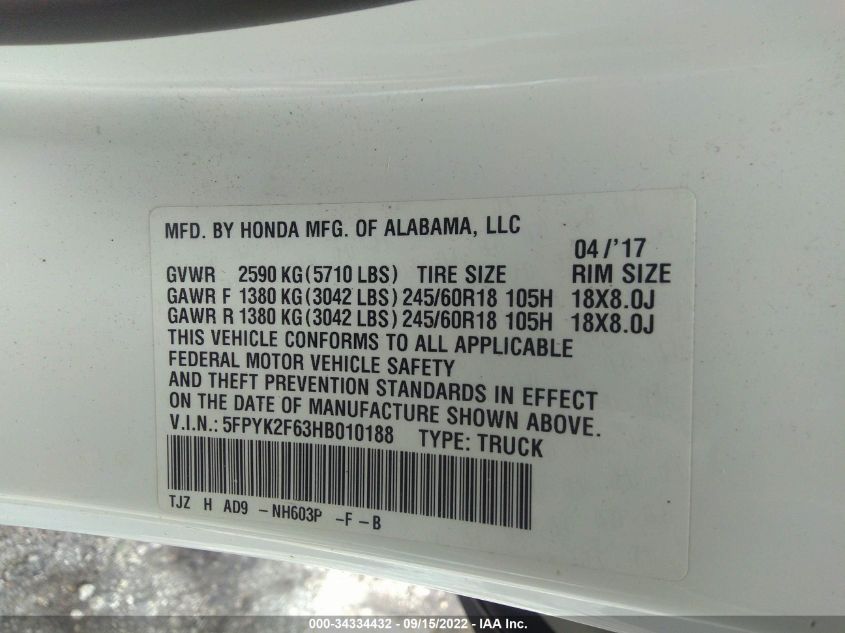 MFD. BY HONDA MFG. OF ALABAMA, LLC
04/'17
GVWR 2590 KG(5710 LBS) TIRE SIZE RIM SIZE
GAWR F 1380 KG(3042 LBS) 245/60R18 105H 18X8.0J
GAWR R 1380 KG(3042 LBS) 245/60R18 105H 18X8.0J
THIS VEHICLE CONFORMS TO ALL APPLICABLE
FEDERAL MOTOR VEHICLE SAFETY
AND THEFT PREVENTION STANDARDS IN EFFECT
ON THE DATE OF MANUFACTURE SHOWN ABOVE.
V.I.N.: 5FPYK2F63HB010188 TYPE: TRUCK
TJZ H AD9 -NH603P -F-B
000-34334432 - 09/15/2022 - IAA Inc.